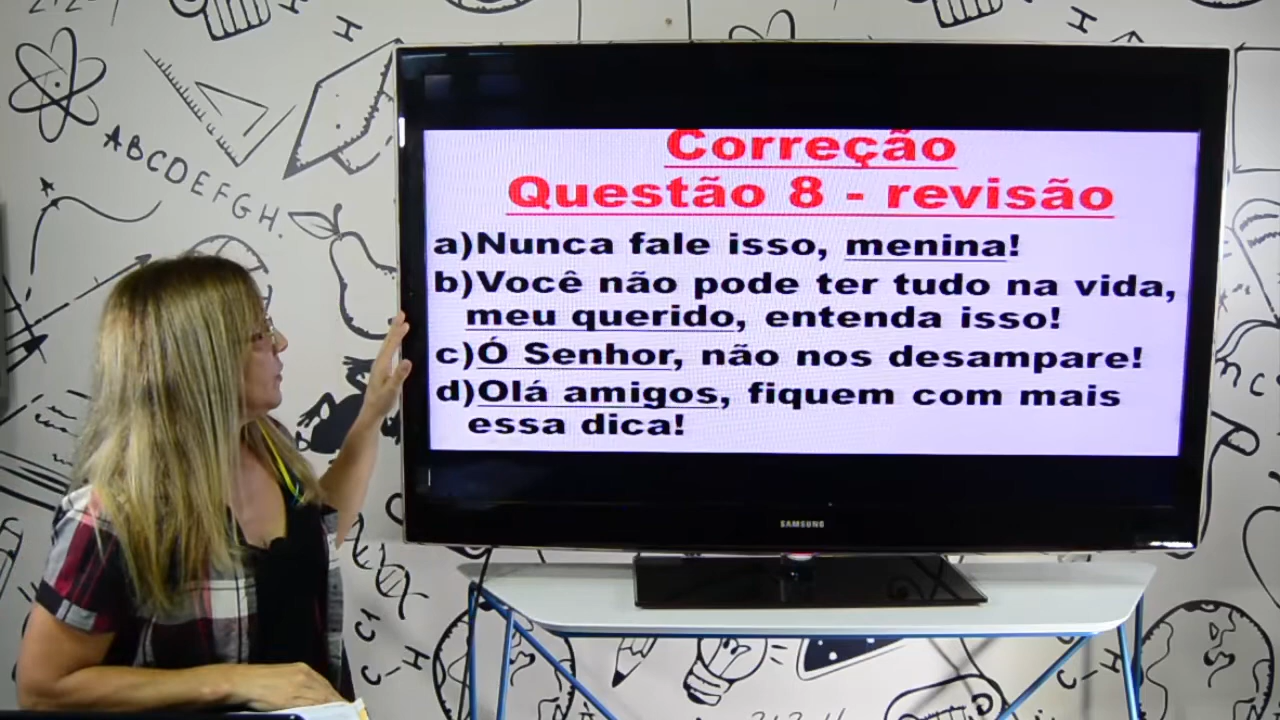 Correção
Questão 8 - revisão
a)Nunca fale isso, menina!
b)Você não pode ter tudo na vida,
meu querido, entenda isso!
c)Ó Senhor, não nos desampare!
d)Olá amigos, fiquem com mais
essa dica!
SAMSUNG
ABCDEFGH.